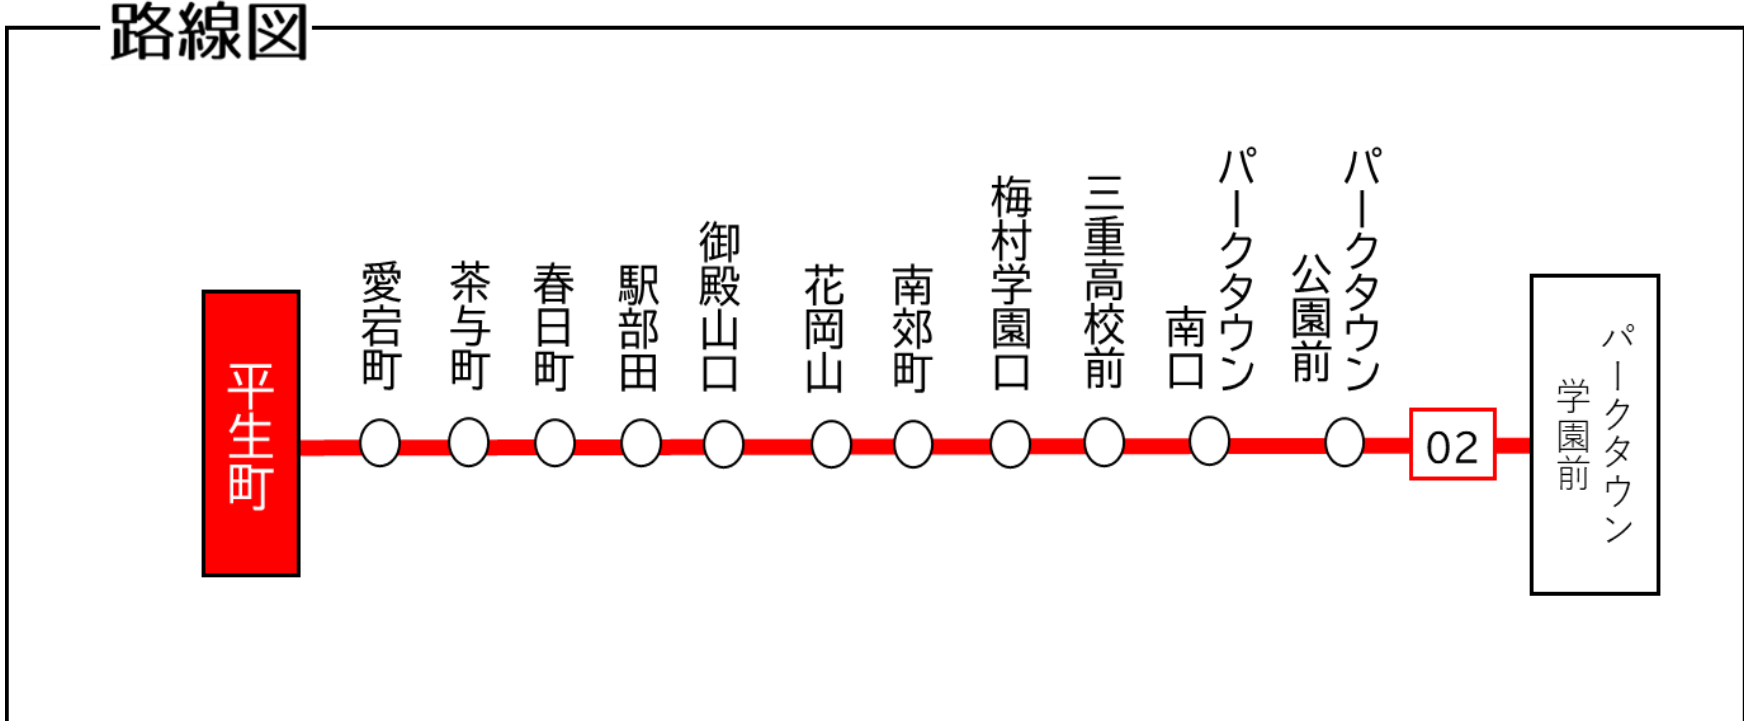 路線図
平生町
愛宕町
茶与町
春日町
駅部田
御殿山口
花岡山
南郊町
梅村学園口
三重高校前
パークタウン
南口
パークタウン
公園前
02
パークタウン
学園前